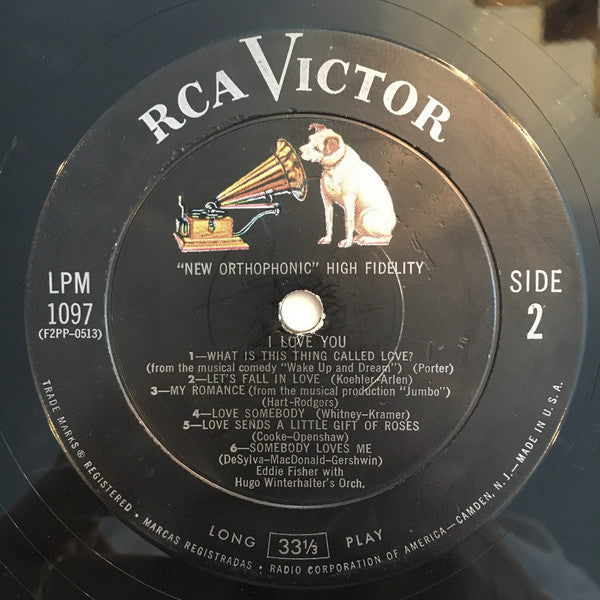 RCA VICTOR
"NEW ORTHOPHONIC" HIGH FIDELITY
LPM
1097
(F2PP-0513)
SIDE
2
I LOVE YOU
1—WHAT IS THIS THING CALLED LOVE?
(from the musical comedy "Wake Up and Dream") (Porter)
2—LET'S FALL IN LOVE (Koehler-Arlen)
3—MY ROMANCE (from the musical production "Jumbo")
(Hart-Rodgers)
4—LOVE SOMEBODY (Whitney-Kramer)
5—LOVE SENDS A LITTLE GIFT OF ROSES
(Cooke-Openshaw)
6—SOMEBODY LOVES ME
(DeSylva-MacDonald-Gershwin)
Eddie Fisher with
Hugo Winterhalter's Orch.
LONG 33⅓ PLAY
TRADE MARKS ® REGISTERED • MARCAS REGISTRADAS • RADIO CORPORATION OF AMERICA—CAMDEN, N.J.—MADE IN U.S.A.